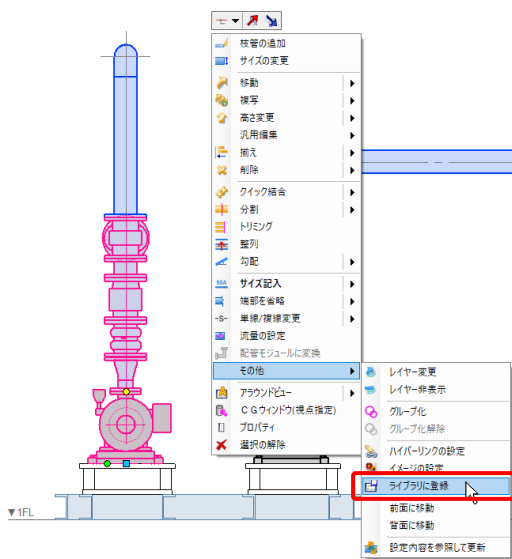 枝管の追加
サイズの変更
移動
複写
高さ変更
汎用編集
揃え
削除
クイック結合
分割
トリミング
整列
勾配
50A サイズ記入
端部を省略
-S- 単線/複線変更
流量の設定
配管モジュールに変換
その他
アラウンドビュー
CGウィンドウ(視点指定)
プロパティ
選択の解除
レイヤー変更
レイヤー非表示
グループ化
グループ化解除
ハイパーリンクの設定
イメージの設定
ライブラリに登録
前面に移動
背面に移動
設定内容を参照して更新
▼1FL